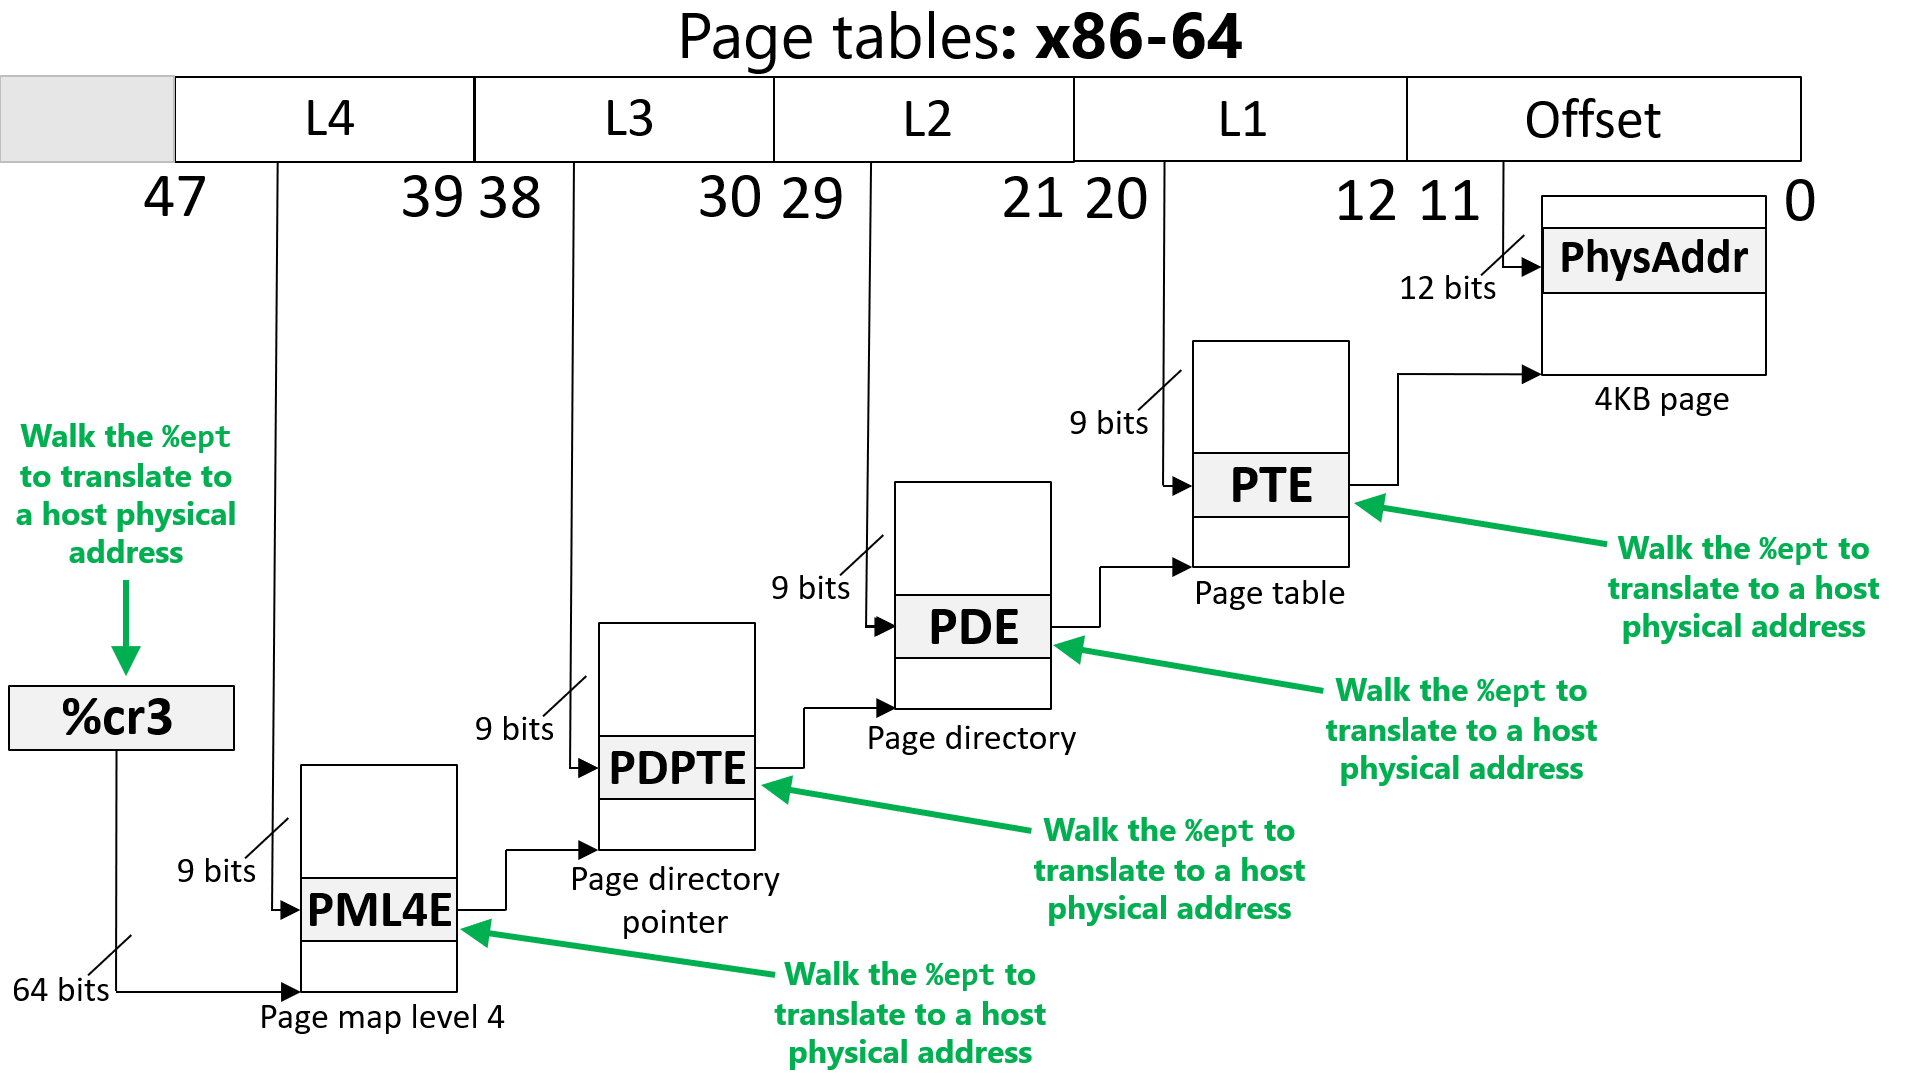 Page tables: x86-64
L4 L3 L2 L1 Offset
47 39 38 30 29 21 20 12 11 0
PhysAddr
12 bits
4KB page
9 bits
PTE
Page table
Walk the %ept to
translate to a host
physical address
9 bits
PDE
Page directory
Walk the %ept to
translate to a host
physical address
9 bits
PDPTE
Page directory
pointer
Walk the %ept to
translate to a host
physical address
Walk the %ept
to translate to
a host physical
address
%cr3
64 bits
9 bits
PML4E
Page map level 4
Walk the %ept to
translate to a host
physical address